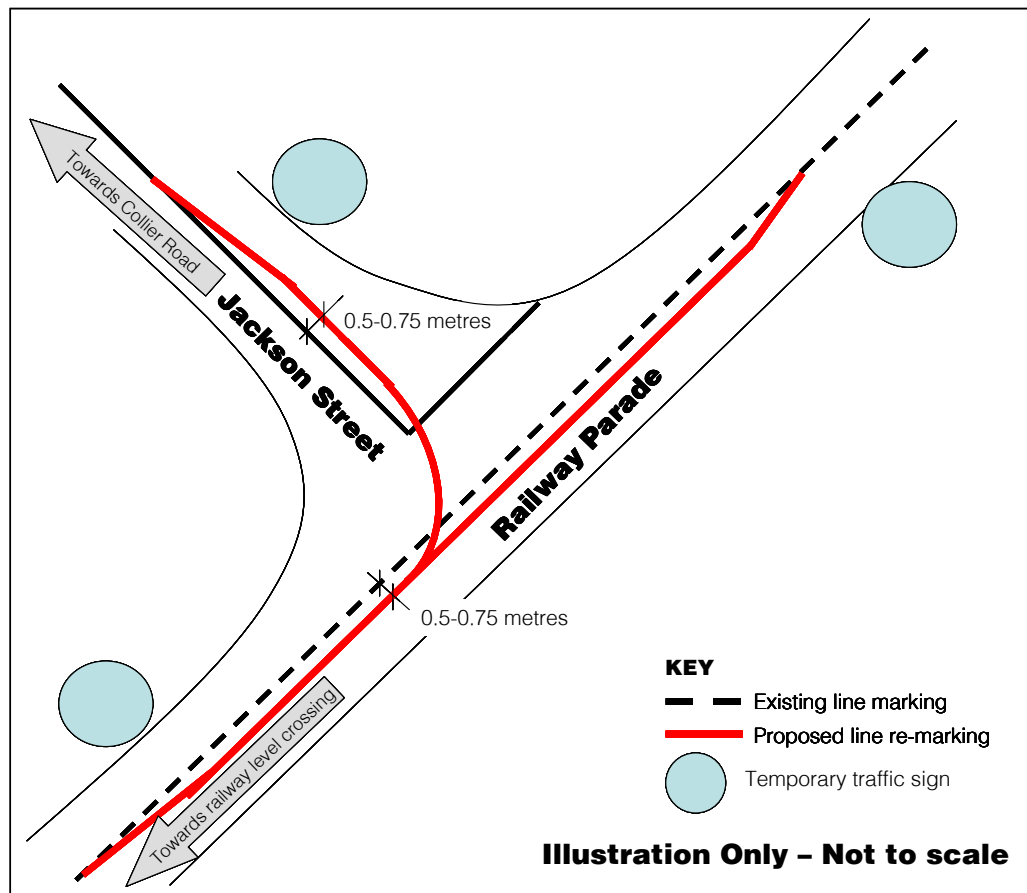 Towards Collier Road
0.5-0.75 metres
Jackson Street
Railway Parade
0.5-0.75 metres
Towards railway level crossing
KEY
Existing line marking
Proposed line re-marking
Temporary traffic sign
Illustration Only – Not to scale